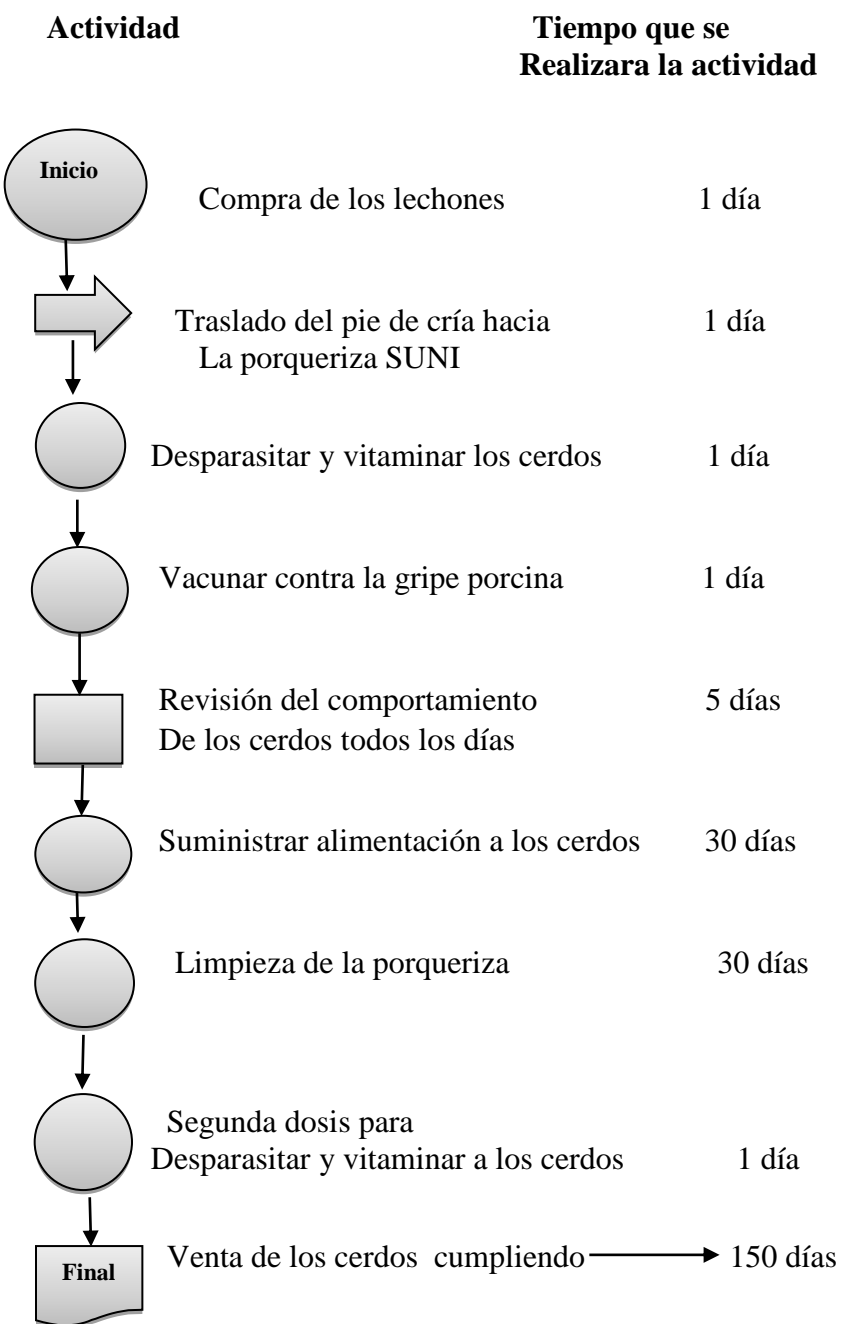 Actividad Tiempo que se
Realizara la actividad
Inicio
Compra de los lechones 1 día
Traslado del pie de cría hacia 1 día
La porqueriza SUNI
Desparasitar y vitaminar los cerdos 1 día
Vacunar contra la gripe porcina 1 día
Revisión del comportamiento 5 días
De los cerdos todos los días
Suministrar alimentación a los cerdos 30 días
Limpieza de la porqueriza 30 días
Segunda dosis para
Desparasitar y vitaminar a los cerdos 1 día
Venta de los cerdos cumpliendo 150 días
Final